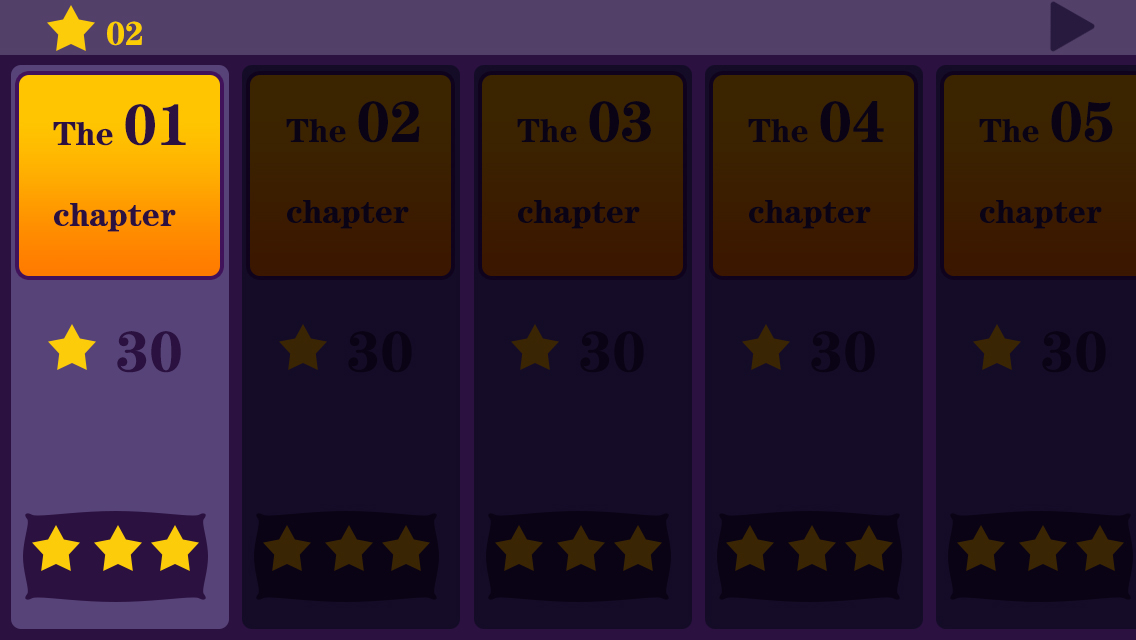 02
The 01
chapter
30
The 02
chapter
30
The 03
chapter
30
The 04
chapter
30
The 05
chapter
30